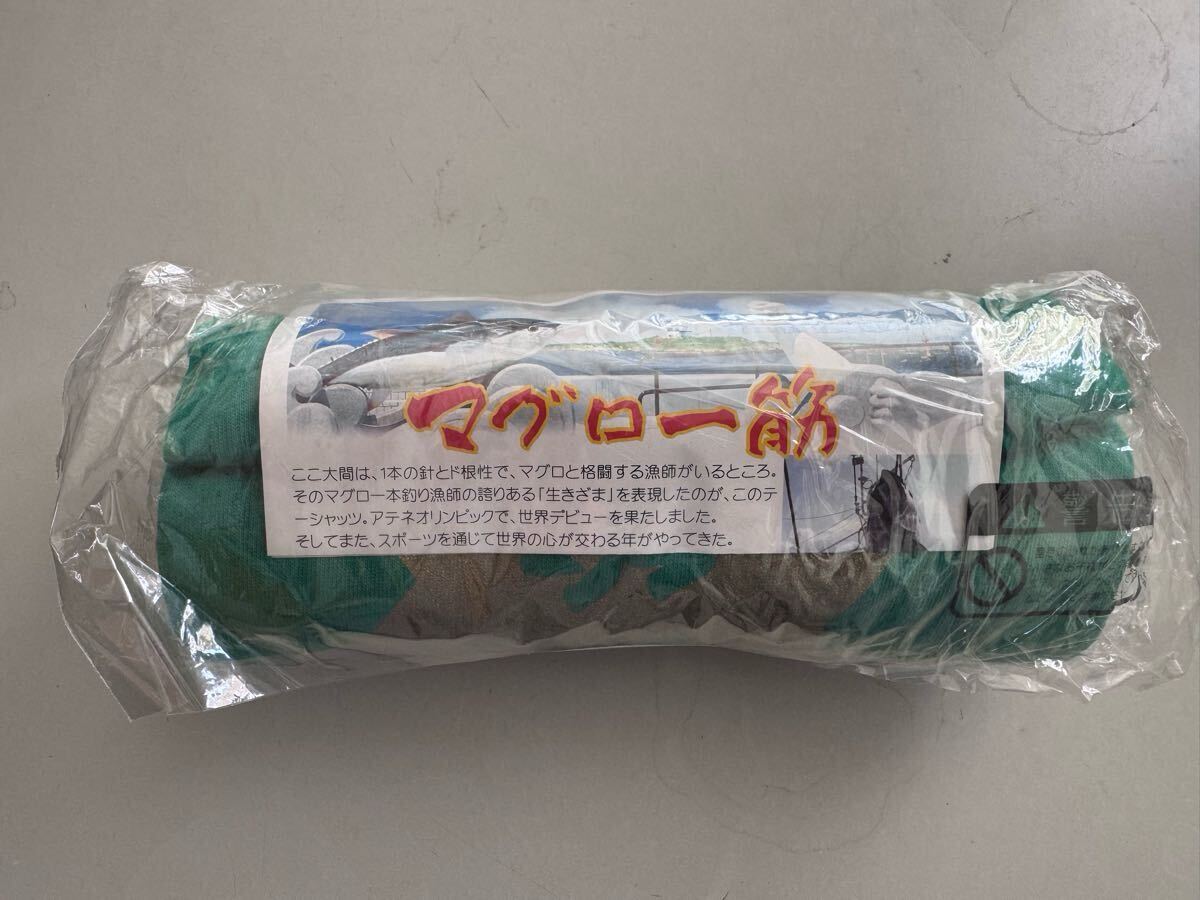 マグロ一筋
ここ大間は、1本の針とド根性で、マグロと格闘する漁師がいるところ。
そのマグロ一本釣り漁師の誇りある「生きざま」を表現したのが、このテ
ーシャッツ。アテネオリンピックで、世界デビューを果たしました。
そしてまた、スポーツを通じて世界の心が交わる年がやってきた。
警告